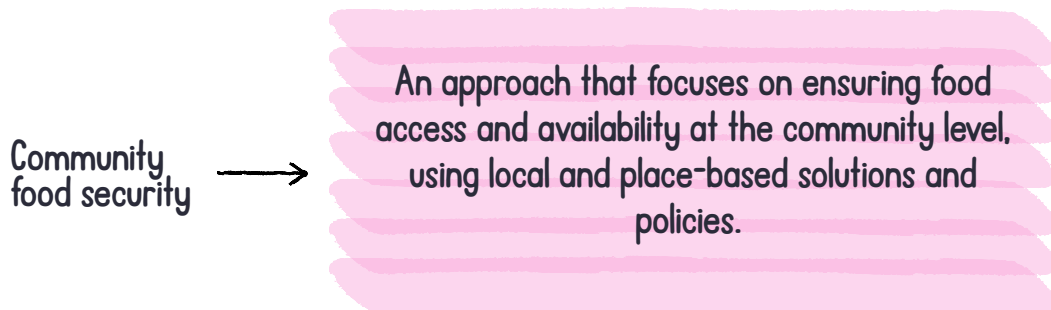 Community
food security
An approach that focuses on ensuring food
access and availability at the community level,
using local and place-based solutions and
policies.